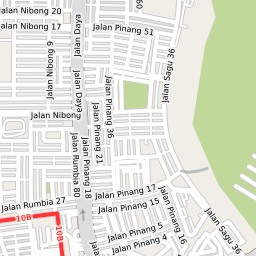 Jalan Nibong 20
Jalan Nibong 17
Jalan Daya
Jalan Pinang 51
Jalan Sagu 36
Jalan Nibong 9
Jalan Daya
Jalan Pinang 36
Jalan Nibong
Jalan Pinang 21
Jalan Rumbia 80
Jalan Pinang 18
Jalan Pinang 17
Jalan Rumbia 27
Jalan Pinang 15
Jalan Pinang 16
Jalan Sagu 36
10B
10B
Jalan Pinang 5
Jalan Pinang 4